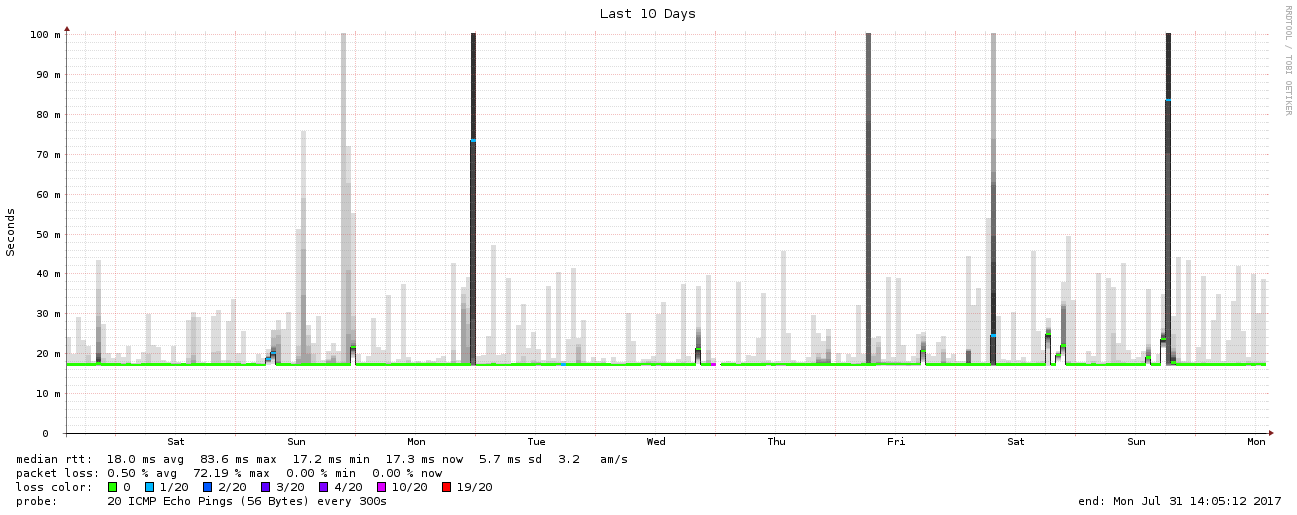 Last 10 Days
RRDTOOL / TOBI OETIKER
Seconds
100 m
90 m
80 m
70 m
60 m
50 m
40 m
30 m
20 m
10 m
0
Sat Sun Mon Tue Wed Thu Fri Sat Sun Mon
median rtt: 18.0 ms avg 83.6 ms max 17.2 ms min 17.3 ms now 5.7 ms sd 3.2 am/s
packet loss: 0.50 % avg 72.19 % max 0.00 % min 0.00 % now
loss color: 0 1/20 2/20 3/20 4/20 10/20 19/20
probe: 20 ICMP Echo Pings (56 Bytes) every 300s end: Mon Jul 31 14:05:12 2017